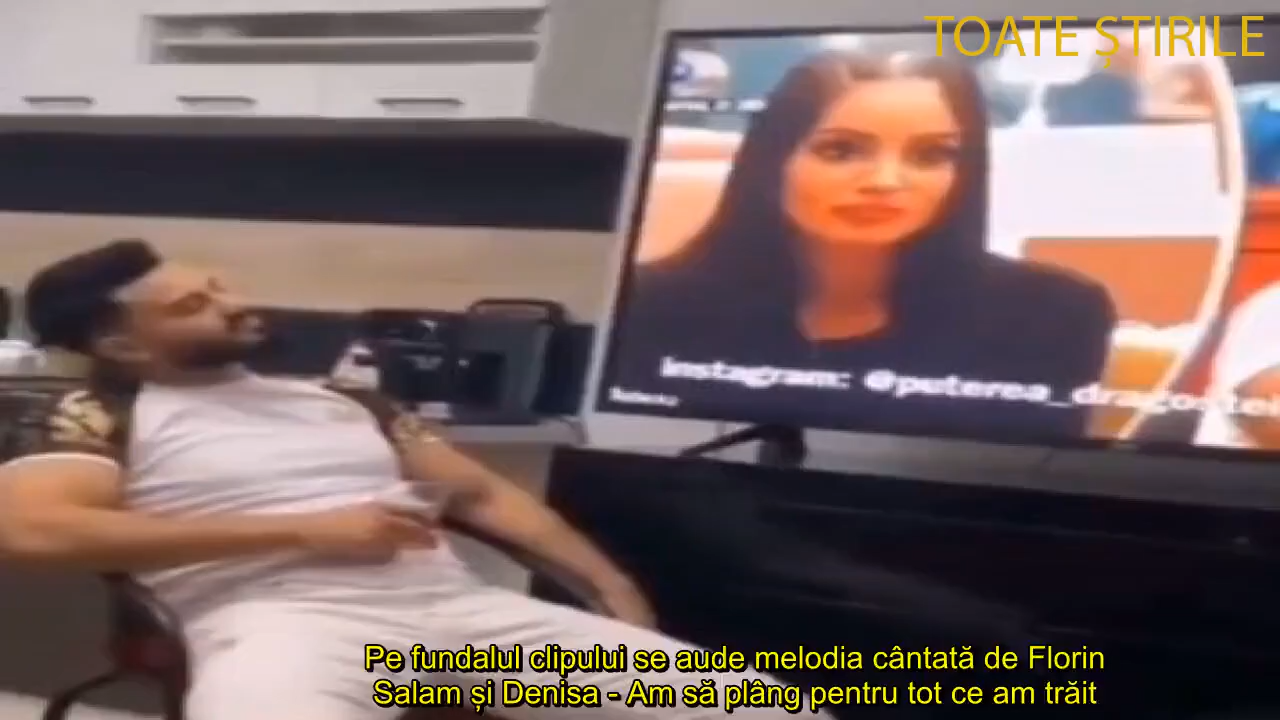 TOATE ȘTIRILE
Instagram: @puterea_dragostei
Pe fundalul clipului se aude melodia cântată de Florin
Salam și Denisa - Am să plâng pentru tot ce am trăit